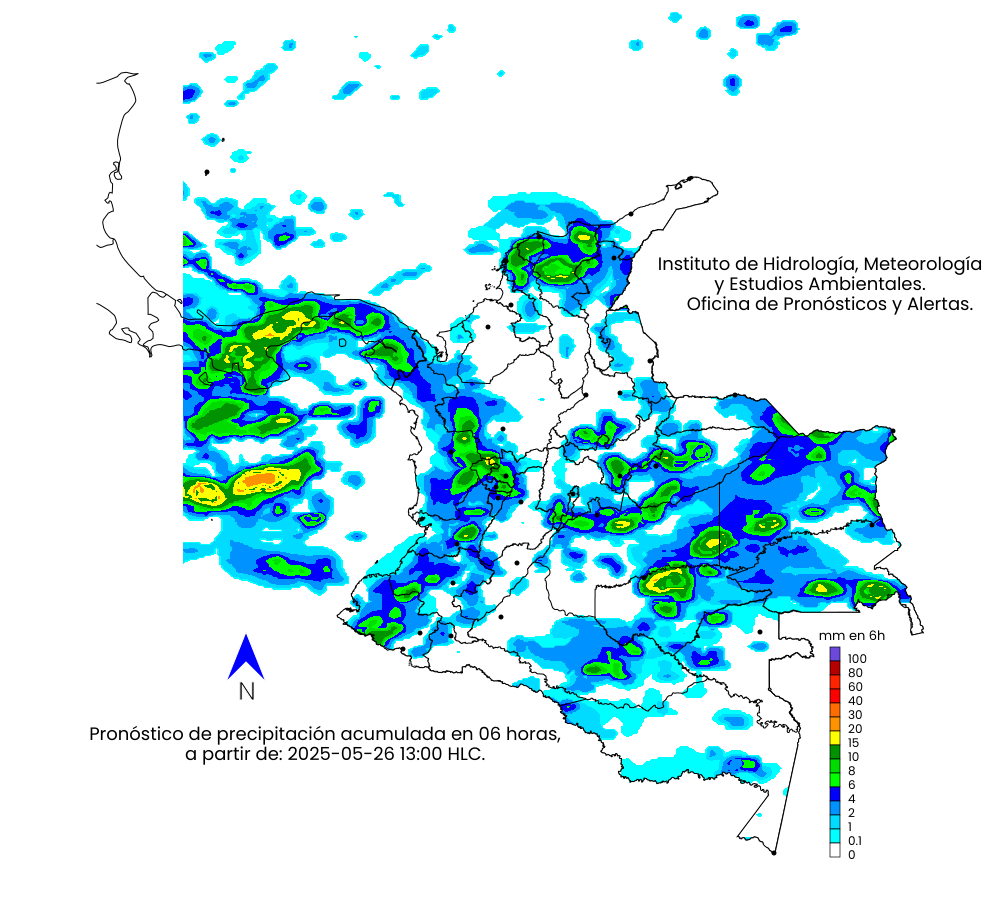 Instituto de Hidrología, Meteorología
y Estudios Ambientales.
Oficina de Pronósticos y Alertas.
mm en 6h
100
80
60
40
30
20
15
10
8
6
4
2
1
0.1
0
N
Pronóstico de precipitación acumulada en 06 horas,
a partir de: 2025-05-26 13:00 HLC.